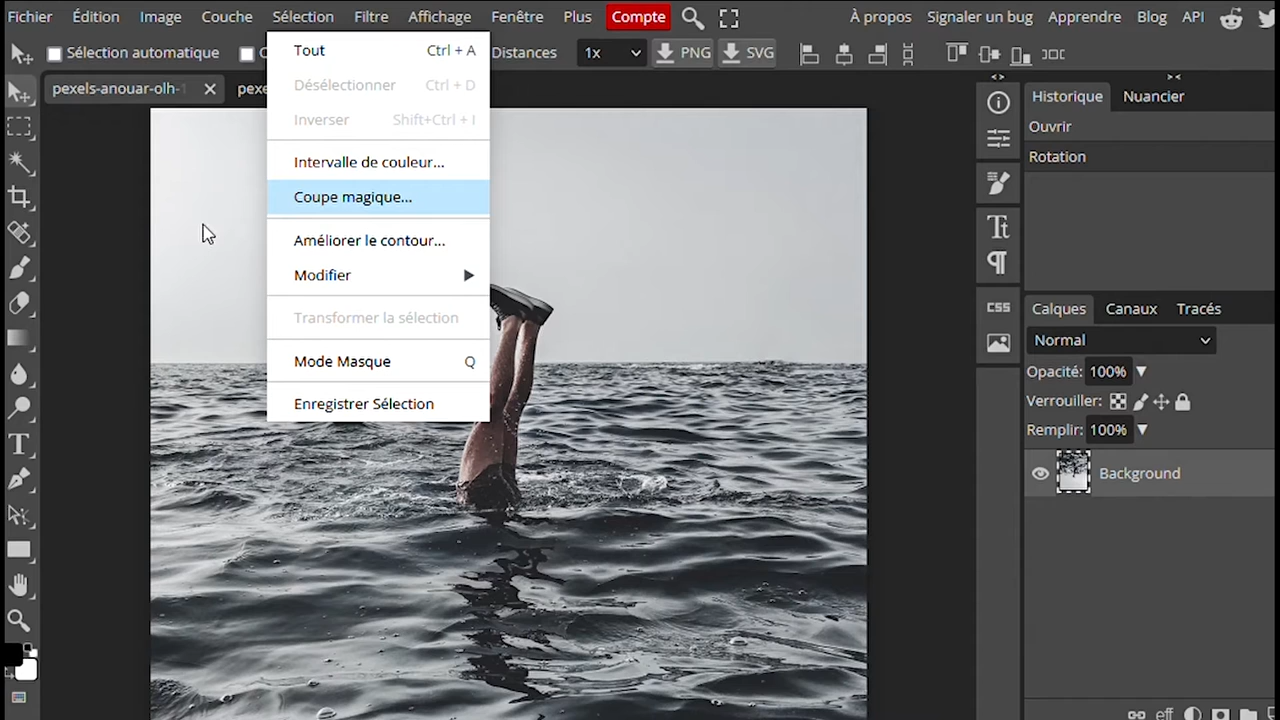 Fichier Édition Image Couche Sélection Filtre Affichage Fenêtre Plus Compte À propos Signaler un bug Apprendre Blog API
Sélection automatique Distances 1x PNG SVG
pexels-anouar-olh-1 pexe
Tout Ctrl + A
Désélectionner Ctrl + D
Inverser Shift+Ctrl + I
Intervalle de couleur...
Coupe magique...
Améliorer le contour...
Modifier
Transformer la sélection
Mode Masque Q
Enregistrer Sélection
CSS
Historique Nuancier
Ouvrir
Rotation
Calques Canaux Tracés
Normal
Opacité: 100%
Verrouiller:
Remplir: 100%
Background
eff